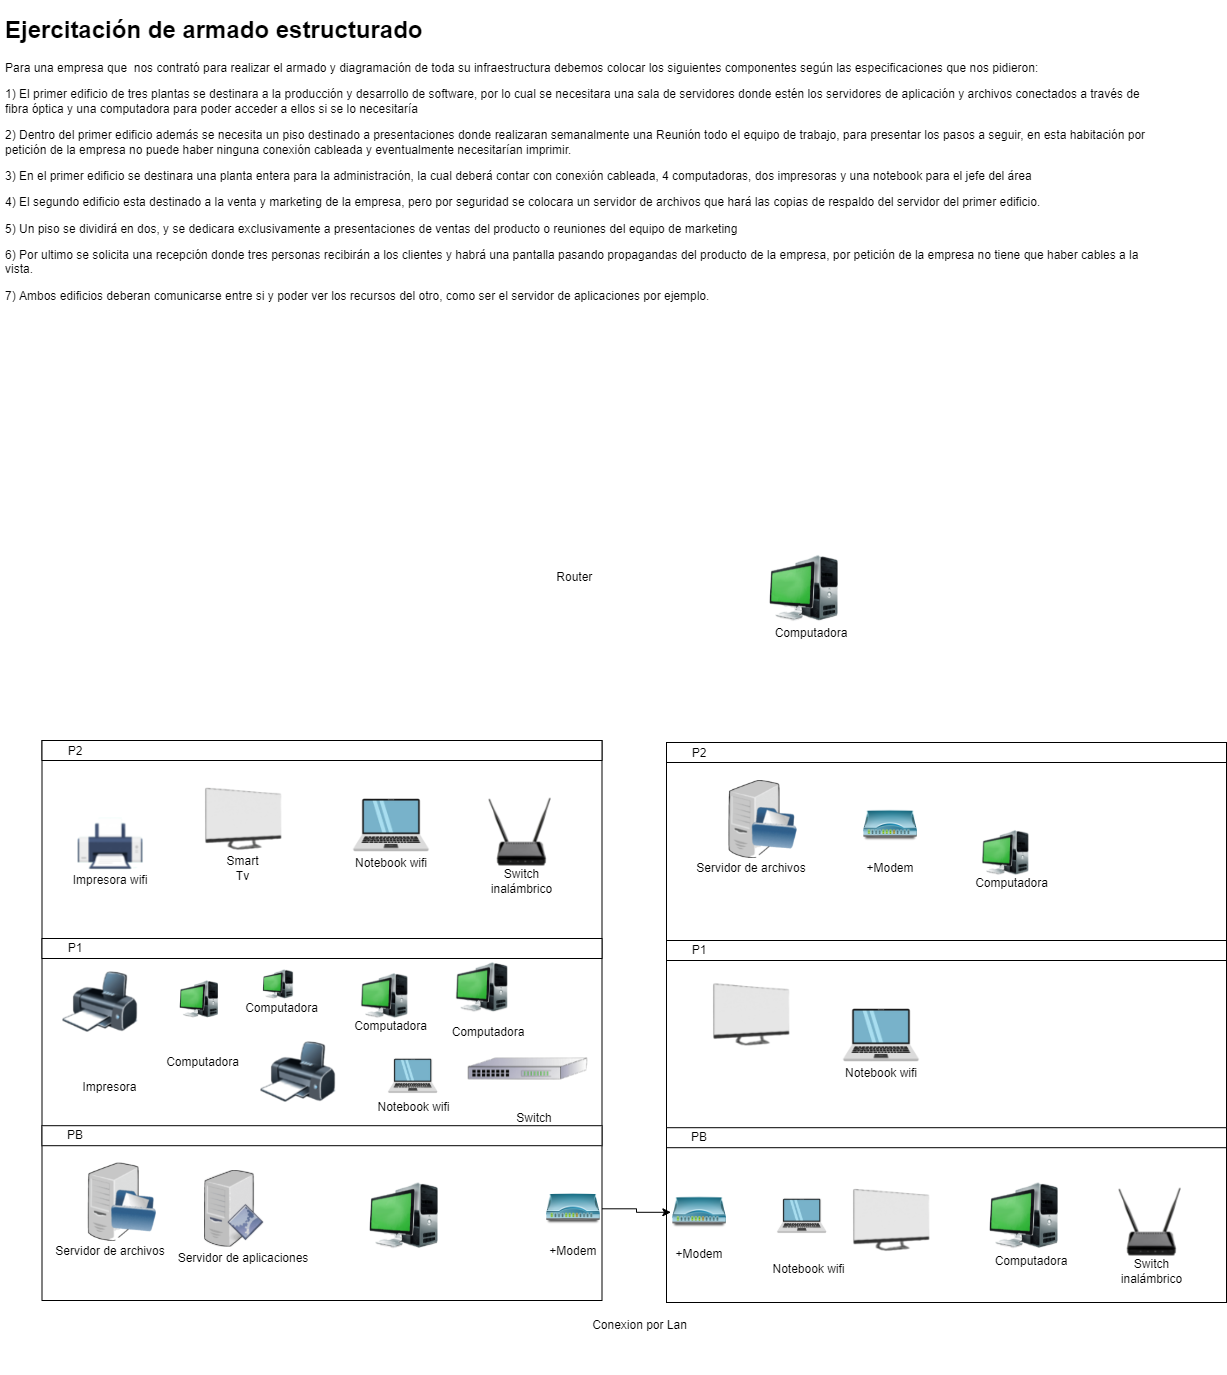 Ejercitación de armado estructurado
Para una empresa que  nos contrató para realizar el armado y diagramación de toda su infraestructura debemos colocar los siguientes componentes según las especificaciones que nos pidieron:
1) El primer edificio de tres plantas se destinara a la producción y desarrollo de software, por lo cual se necesitara una sala de servidores donde estén los servidores de aplicación y archivos conectados a través de
fibra óptica y una computadora para poder acceder a ellos si se lo necesitaría
2) Dentro del primer edificio además se necesita un piso destinado a presentaciones donde realizaran semanalmente una Reunión todo el equipo de trabajo, para presentar los pasos a seguir, en esta habitación por
petición de la empresa no puede haber ninguna conexión cableada y eventualmente necesitarían imprimir.
3) En el primer edificio se destinara una planta entera para la administración, la cual deberá contar con conexión cableada, 4 computadoras, dos impresoras y una notebook para el jefe del área
4) El segundo edificio esta destinado a la venta y marketing de la empresa, pero por seguridad se colocara un servidor de archivos que hará las copias de respaldo del servidor del primer edificio.
5) Un piso se dividirá en dos, y se dedicara exclusivamente a presentaciones de ventas del producto o reuniones del equipo de marketing
6) Por ultimo se solicita una recepción donde tres personas recibirán a los clientes y habrá una pantalla pasando propagandas del producto de la empresa, por petición de la empresa no tiene que haber cables a la
vista.
7) Ambos edificios deberan comunicarse entre si y poder ver los recursos del otro, como ser el servidor de aplicaciones por ejemplo.
Router
Computadora
P2
Impresora wifi
Smart
Tv
Notebook wifi
Switch
inalámbrico
P1
Computadora
Computadora
Computadora
Computadora
Impresora
Notebook wifi
Switch
PB
Servidor de archivos
Servidor de aplicaciones
+Modem
P2
Servidor de archivos
+Modem
Computadora
P1
Notebook wifi
PB
+Modem
Notebook wifi
Computadora
Switch
inalámbrico
Conexion por Lan